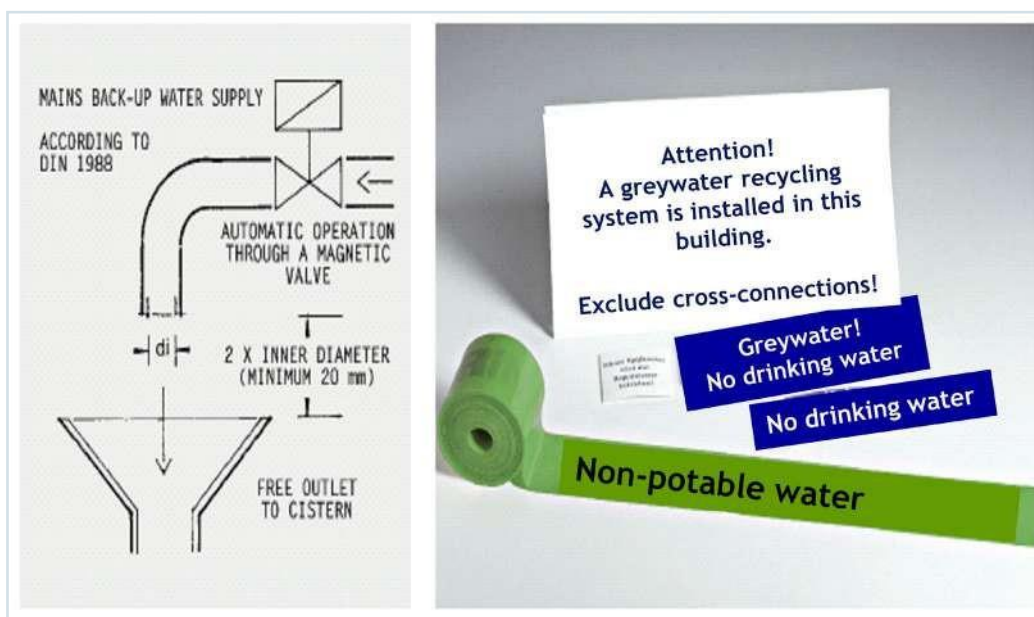 MAINS BACK-UP WATER SUPPLY
ACCORDING TO
DIN 1988
AUTOMATIC OPERATION
THROUGH A MAGNETIC
VALVE
di
2 X INNER DIAMETER
(MINIMUM 20 mm)
FREE OUTLET
TO CISTERN
Attention!
A greywater recycling
system is installed in this
building.
Exclude cross-connections!
Greywater!
No drinking water
No drinking water
Non-potable water